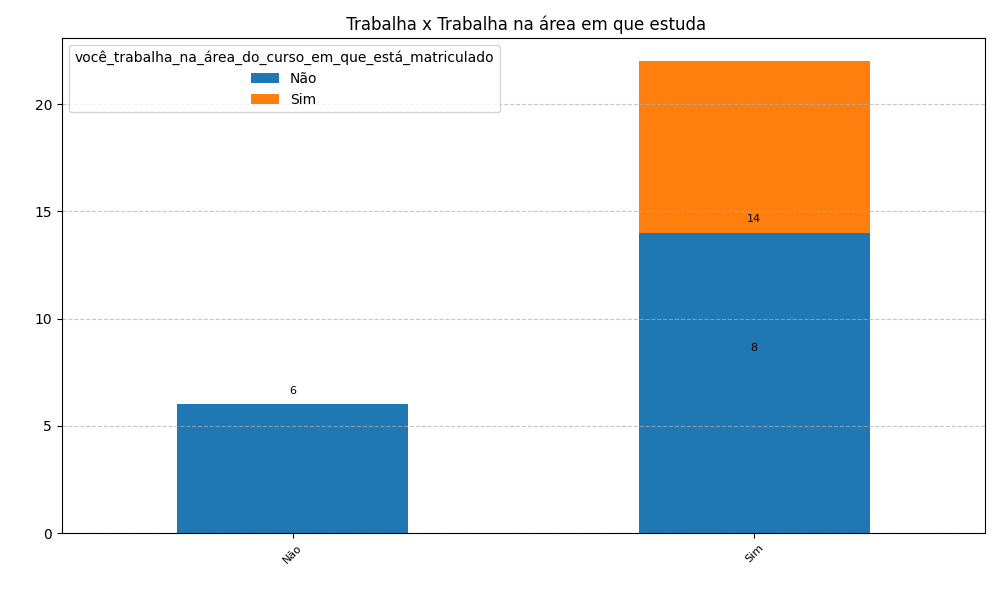 Trabalha x Trabalha na área em que estuda
você_trabalha_na_área_do_curso_em_que_está_matriculado
Não
Sim
20
15
10
5
0
14
8
6
Não
Sim